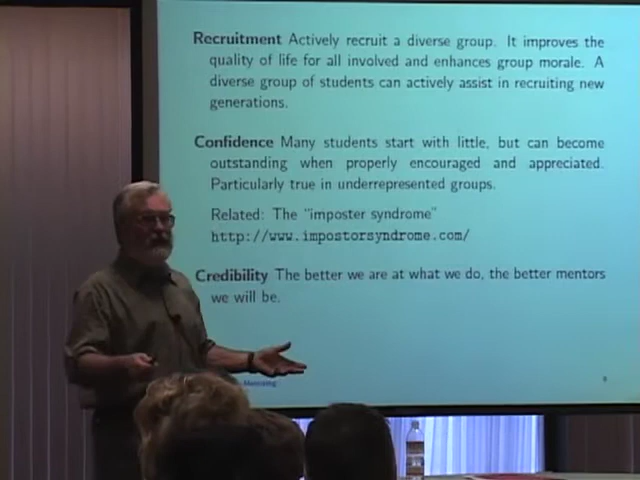 Recruitment Actively recruit a diverse group. It improves the
quality of life for all involved and enhances group morale. A
diverse group of students can actively assist in recruiting new
generations.
Confidence Many students start with little, but can become
outstanding when properly encouraged and appreciated.
Particularly true in underrepresented groups.
Related: The "imposter syndrome"
http://www.impostorsyndrome.com/
Credibility The better we are at what we do, the better mentors
we will be.
Mentoring